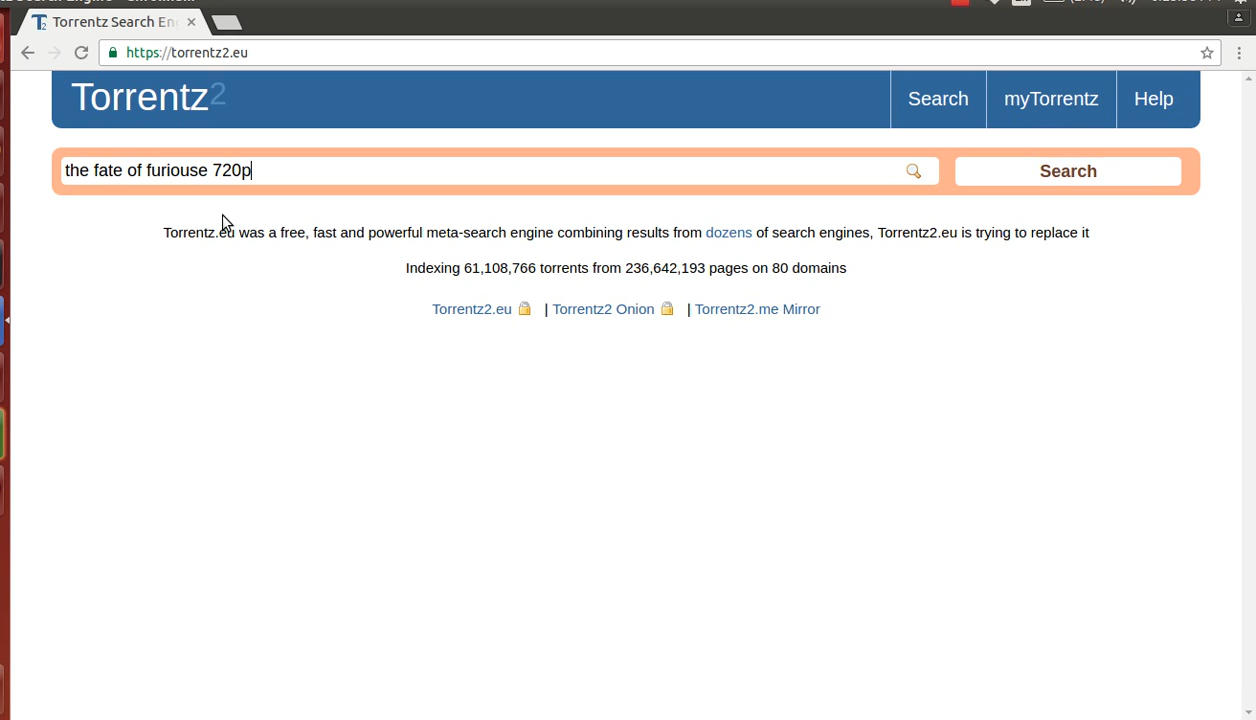 Torrentz Search En
https://torrentz2.eu
Torrentz2
Search
myTorrentz
Help
the fate of furiouse 720p
Search
Torrentz.eu was a free, fast and powerful meta-search engine combining results from dozens of search engines, Torrentz2.eu is trying to replace it
Indexing 61,108,766 torrents from 236,642,193 pages on 80 domains
Torrentz2.eu | Torrentz2 Onion | Torrentz2.me Mirror